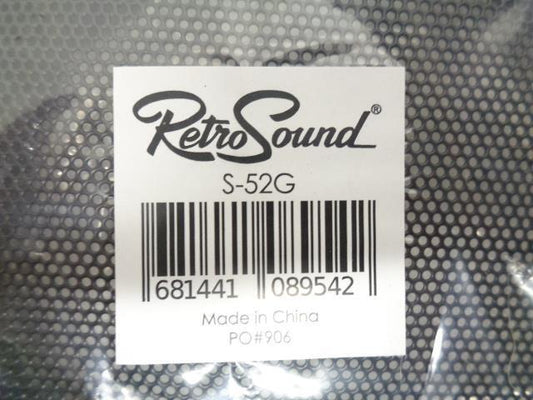 RetroSound®
S-52G
681441 089542
Made in China
PO#906